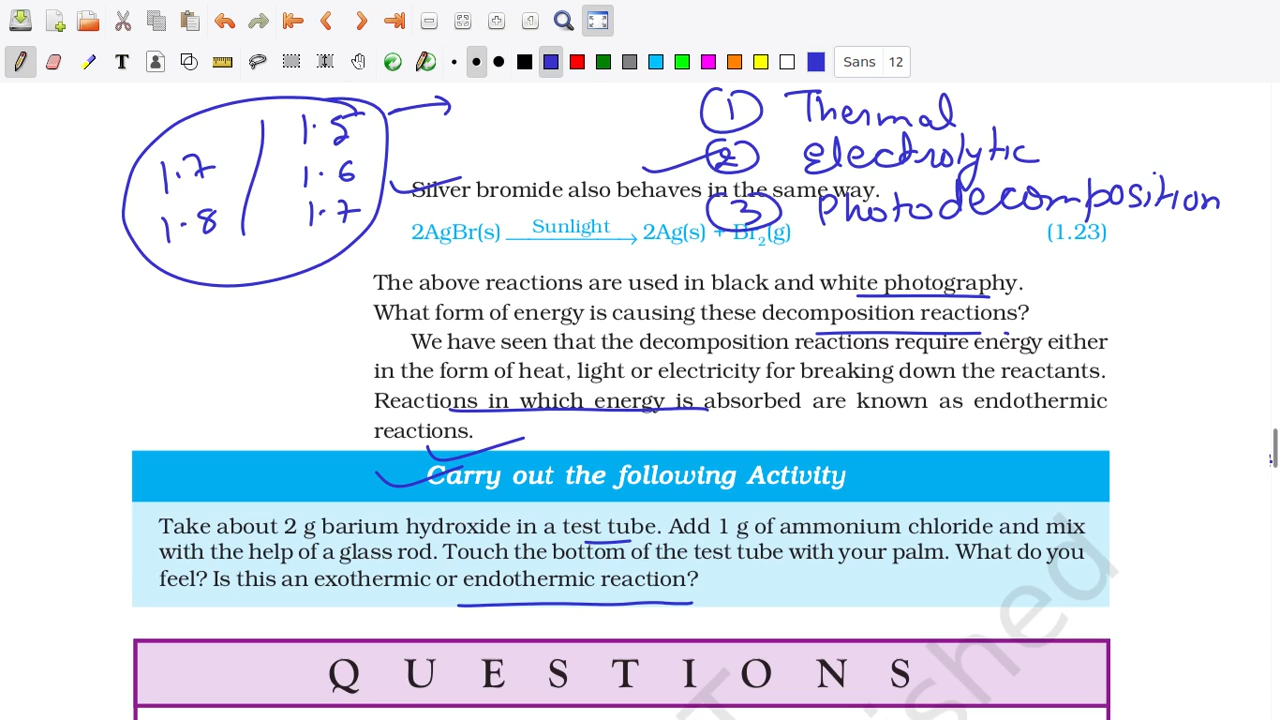 Sans 12
1.5
1.7 1.6
1.8 1.7
① Thermal
② Electrolytic
③ Photodecomposition
Silver bromide also behaves in the same way.
2AgBr(s) Sunlight 2Ag(s) + Br2(g) (1.23)
The above reactions are used in black and white photography.
What form of energy is causing these decomposition reactions?
We have seen that the decomposition reactions require energy either
in the form of heat, light or electricity for breaking down the reactants.
Reactions in which energy is absorbed are known as endothermic
reactions.
Carry out the following Activity
Take about 2 g barium hydroxide in a test tube. Add 1 g of ammonium chloride and mix
with the help of a glass rod. Touch the bottom of the test tube with your palm. What do you
feel? Is this an exothermic or endothermic reaction?
QUESTIONS